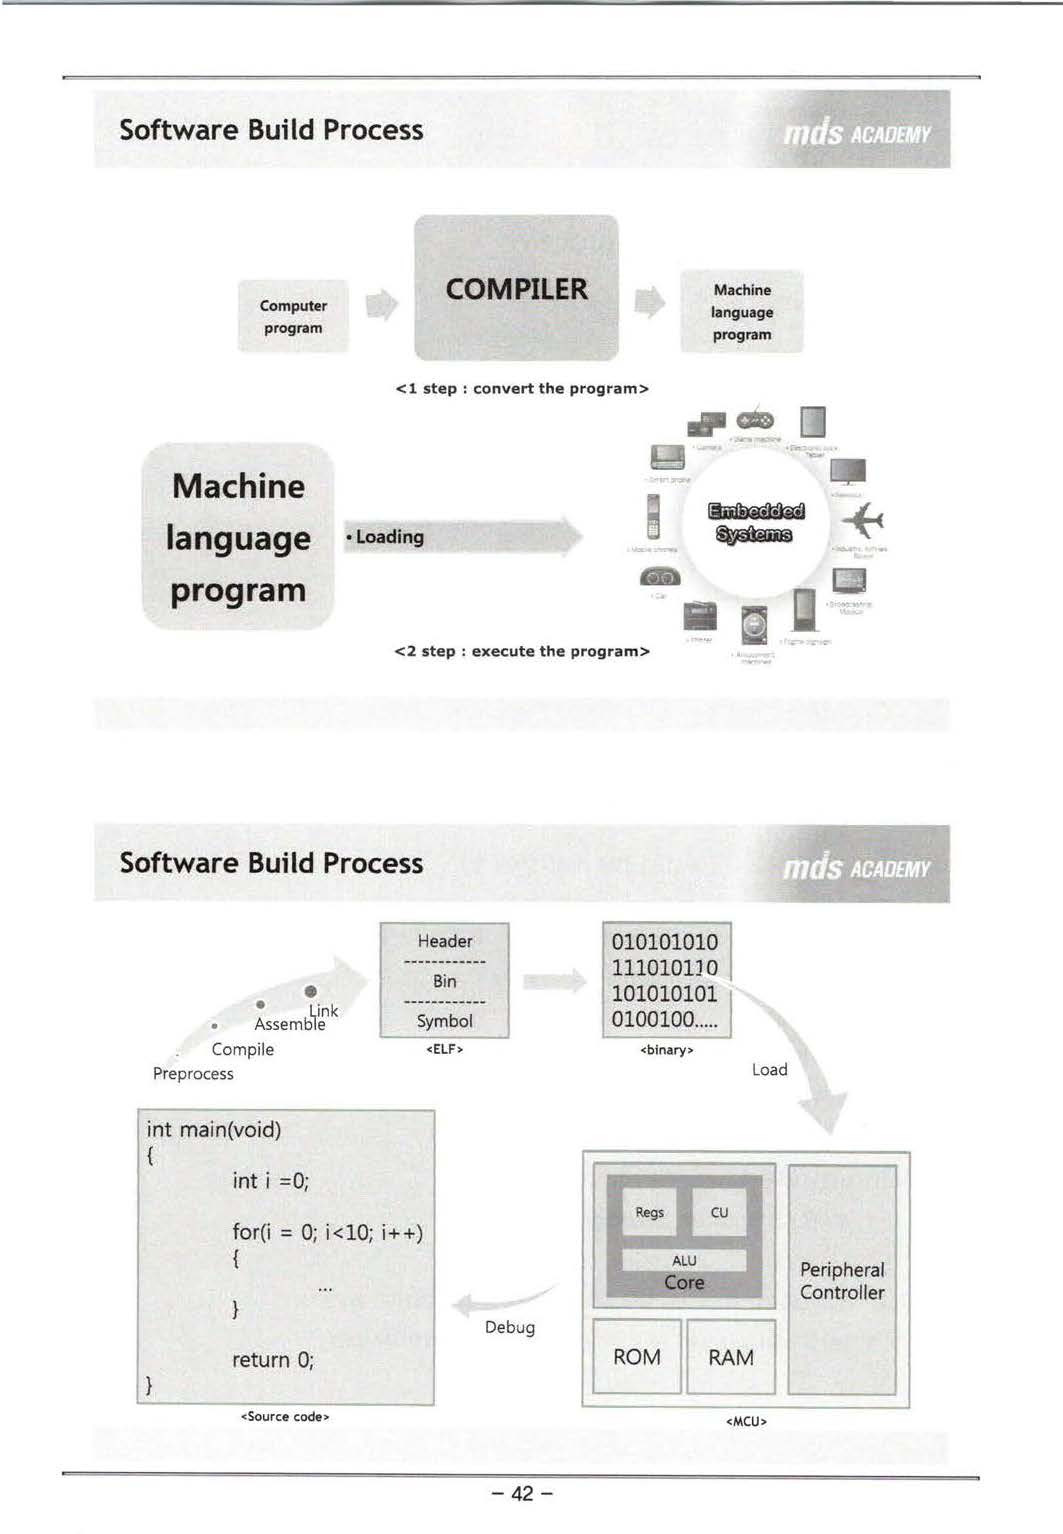 Software Build Process
mds ACADEMY
Computer
program
COMPILER
Machine
language
program
<1 step : convert the program>
Machine
language
program
• Loading
Embedded
Systems
• Car
<2 step : execute the program>
Software Build Process
mds ACADEMY
Preprocess
Compile
Assemble
Link
Header
Bin
Symbol
<ELF>
010101010
111010110
101010101
0100100.....
<binary>
Load
int main(void)
{
int i =0;
for(i = 0; i<10; i++)
{
...
}
return 0;
}
<Source code>
Debug
Regs
CU
ALU
Core
ROM
RAM
Peripheral
Controller
<MCU>
- 42 -